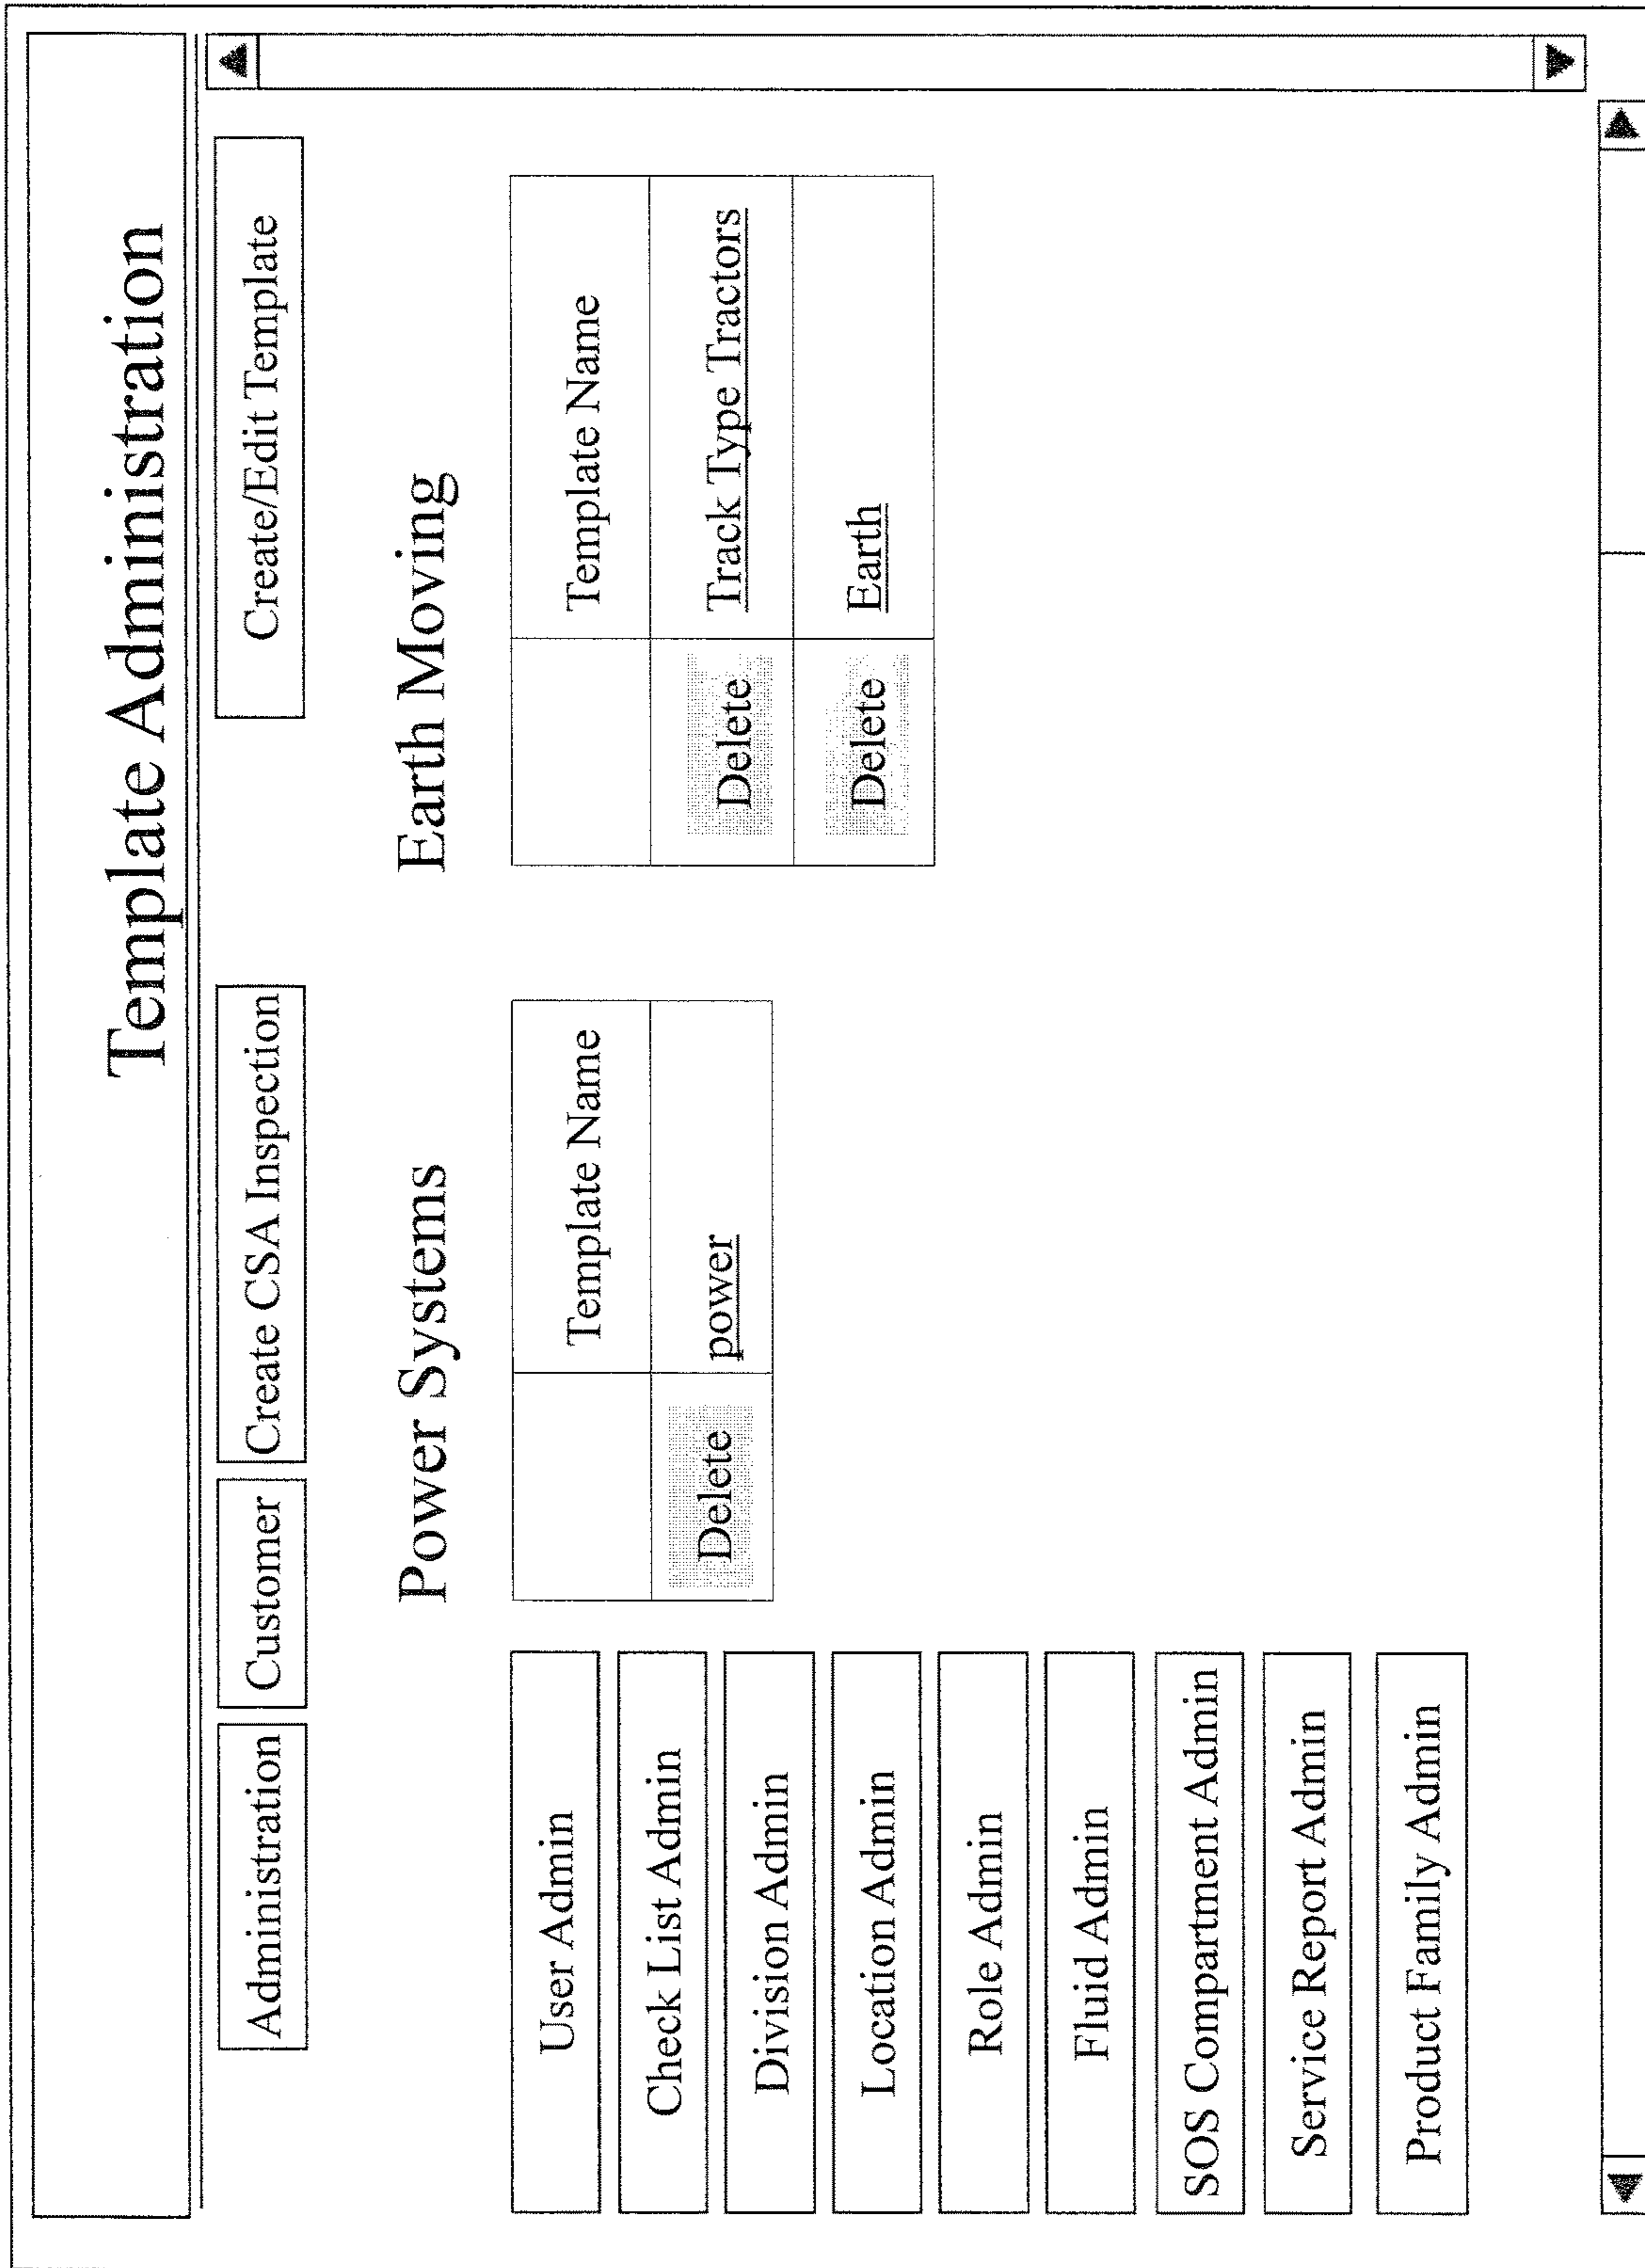 Template Administration
Administration
Customer
Create CSA Inspection
Create/Edit Template
User Admin
Check List Admin
Division Admin
Location Admin
Role Admin
Fluid Admin
SOS Compartment Admin
Service Report Admin
Product Family Admin
Power Systems
Template Name
Delete power
Earth Moving
Template Name
Delete Track Type Tractors
Delete Earth